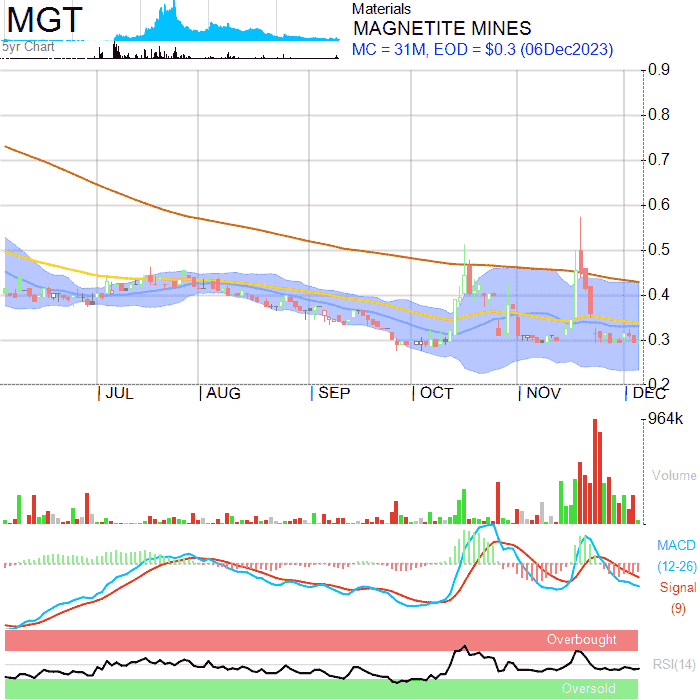 MGT
5yr Chart
Materials
MAGNETITE MINES
MC = 31M, EOD = $0.3 (06Dec2023)
0.9
0.8
0.7
0.6
0.5
0.4
0.3
0.2
JUL AUG SEP OCT NOV DEC
964k
Volume
MACD
(12-26)
Signal
(9)
Overbought
RSI(14)
Oversold